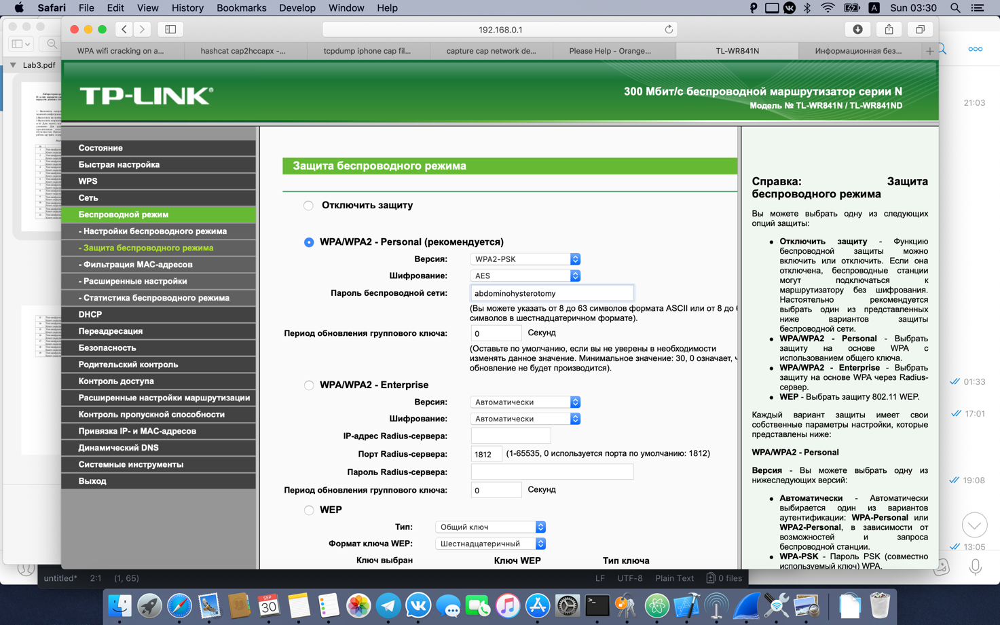 Safari File Edit View History Bookmarks Develop Window Help
A Sun 03:30
192.168.0.1
WPA wifi cracking on a...
hashcat cap2hccapx -...
tcpdump iphone cap fil...
capture cap network de...
Please Help - Orange...
TL-WR841N
Информационная без...
Lab3.pdf
TP-LINK®
300 Мбит/с беспроводной маршрутизатор серии N
Модель № TL-WR841N / TL-WR841ND
21:03
Состояние
Быстрая настройка
WPS
Сеть
Беспроводной режим
- Настройки беспроводного режима
- Защита беспроводного режима
- Фильтрация MAC-адресов
- Расширенные настройки
- Статистика беспроводного режима
DHCP
Переадресация
Безопасность
Родительский контроль
Контроль доступа
Расширенные настройки маршрутизации
Контроль пропускной способности
Привязка IP- и MAC-адресов
Динамический DNS
Системные инструменты
Выход
Защита беспроводного режима
Отключить защиту
WPA/WPA2 - Personal (рекомендуется)
Версия: WPA2-PSK
Шифрование: AES
Пароль беспроводной сети: abdominohysterotomy
(Вы можете указать от 8 до 63 символов формата ASCII или от 8 до
символов в шестнадцатеричном формате).
Период обновления группового ключа: 0 Секунд
(Оставьте по умолчанию, если вы не уверены в необходимости
изменять данное значение. Минимальное значение: 30, 0 означает,
обновление не будет производится).
WPA/WPA2 - Enterprise
Версия: Автоматически
Шифрование: Автоматически
IP-адрес Radius-сервера:
Порт Radius-сервера: 1812 (1-65535, 0 используется порта по умолчанию: 1812)
Пароль Radius-сервера:
Период обновления группового ключа: 0 Секунд
WEP
Тип: Общий ключ
Формат ключа WEP: Шестнадцатеричный
Ключ выбран Ключ WEP Тип ключа
Справка: Защита
беспроводного режима
Вы можете выбрать одну из следующих
опций защиты:
• Отключить защиту - Функцию
беспроводной защиты можно
включить или отключить. Если она
отключена, беспроводные станции
могут подключаться к
маршрутизатору без шифрования.
Настоятельно рекомендуется
выбрать один из представленных
ниже вариантов защиты
беспроводной сети.
• WPA/WPA2 - Personal - Выбрать
защиту на основе WPA с
использованием общего ключа.
• WPA/WPA2 - Enterprise - Выбрать
защиту на основе WPA через Radius-
сервер.
• WEP - Выбрать защиту 802.11 WEP.
Каждый вариант защиты имеет свои
собственные параметры настройки, которые
представлены ниже:
WPA/WPA2 - Personal
Версия - Вы можете выбрать одну из
нижеследующих версий:
• Автоматически - Автоматически
выбирается один из вариантов
аутентификации: WPA-Personal или
WPA2-Personal, в зависимости от
возможностей и запроса
беспроводной станции.
• WPA-PSK - Пароль PSK (совместно
используемый ключ) WPA.
01:33
17:01
19:08
13:05
untitled* 2:1 (1, 65)
LF UTF-8 Plain Text 0 files
SEP
30